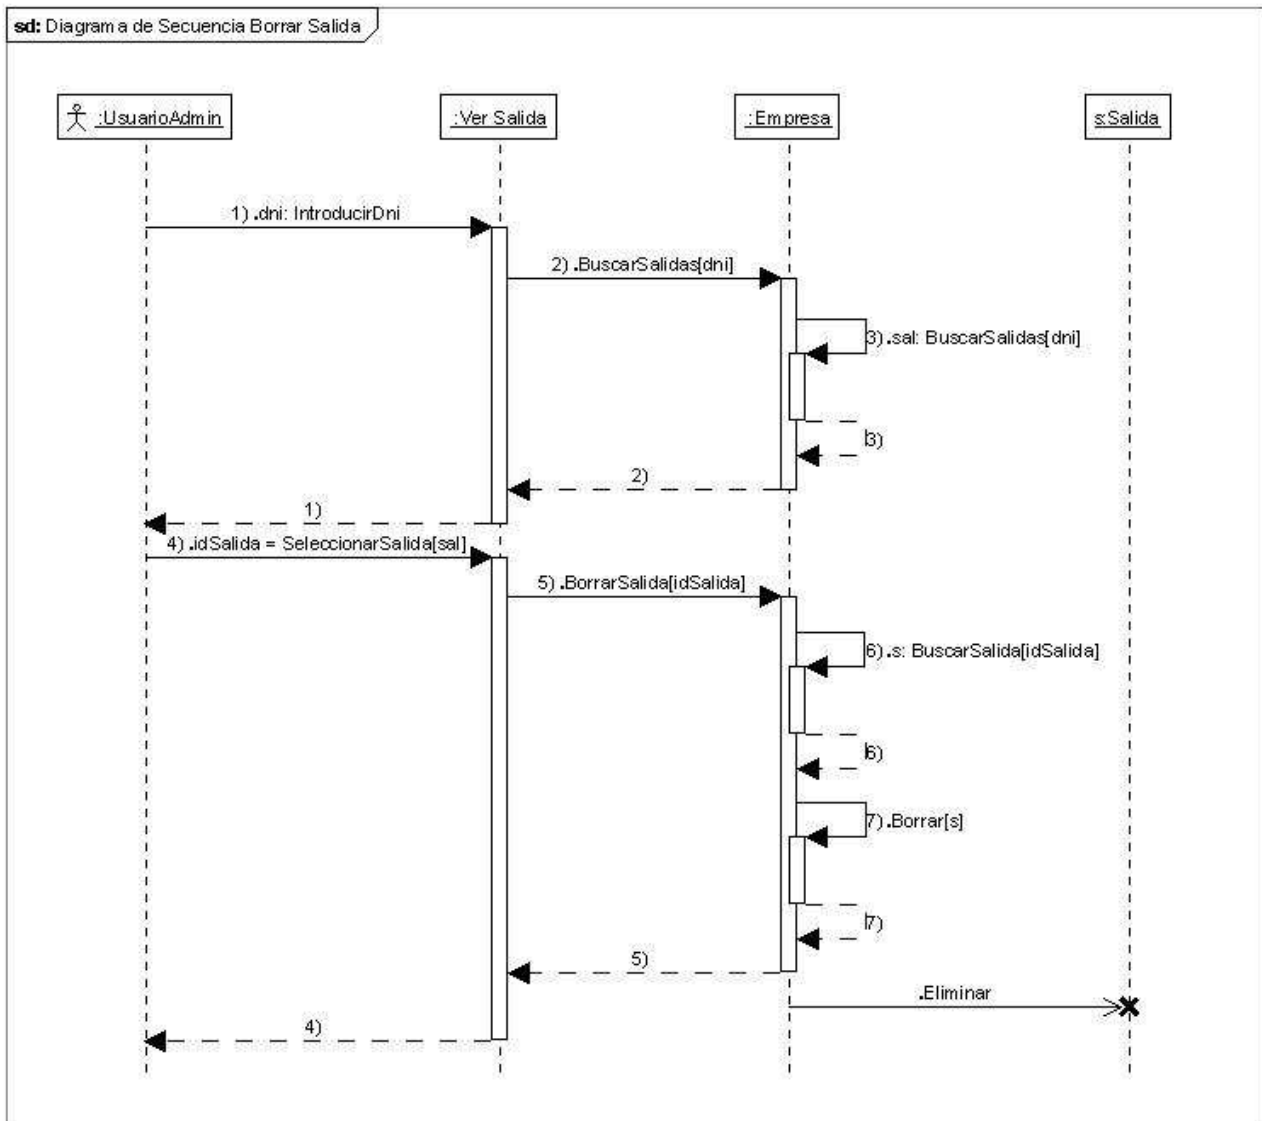 sd: Diagrama de Secuencia Borrar Salida
:UsuarioAdmin
:Ver Salida
:Empresa
s:Salida
1) .dni: IntroducirDni
2) .BuscarSalidas[dni]
3) .sal: BuscarSalidas[dni]
3)
2)
1)
4) .idSalida = SeleccionarSalida[sal]
5) .BorrarSalida[idSalida]
6) .s: BuscarSalida[idSalida]
6)
7) .Borrar[s]
7)
5)
.Eliminar
4)